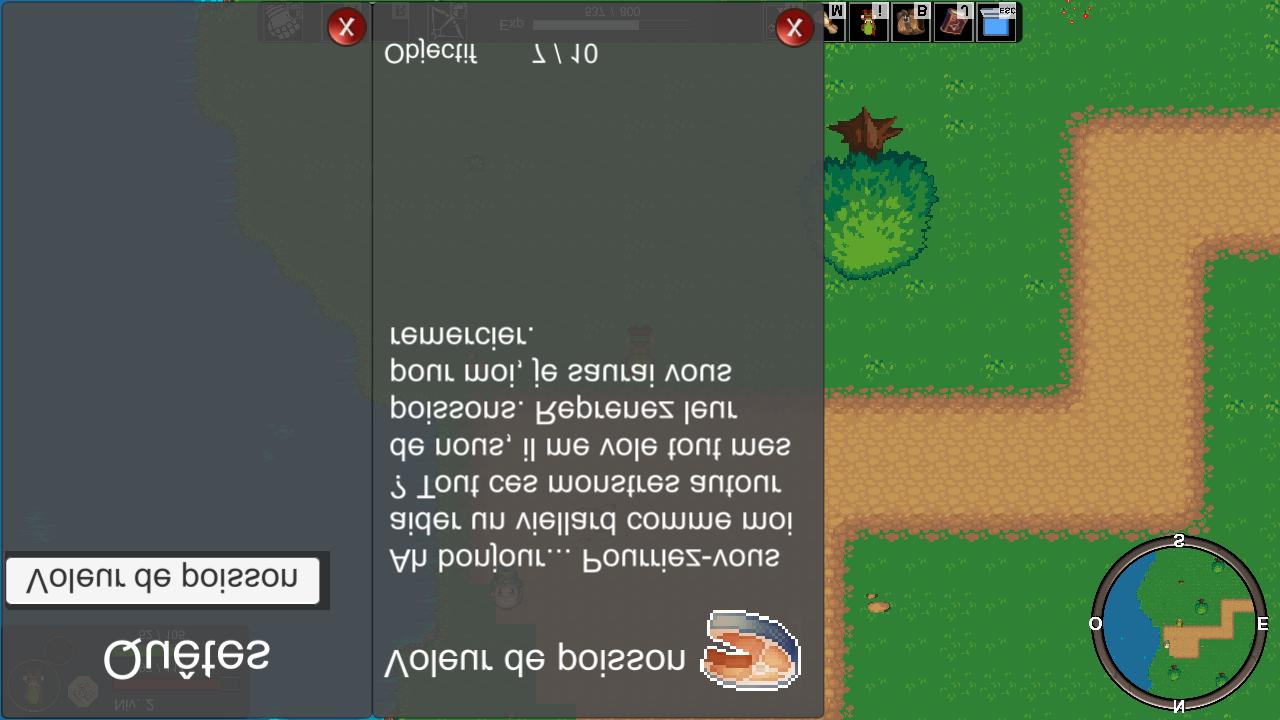 Niv. 2
Quêtes
Voleur de poisson
Voleur de poisson
Ah bonjour... Pourriez-vous
aider un viellard comme moi
? Tout ces monstres autour
de nous, il me vole tout mes
poissons. Reprenez leur
pour moi, je saurai vous
remercier.
Objectif 7 / 10
X
X
N
O
E
S
Exp 537 / 800
R
M
I
B
J
ESC